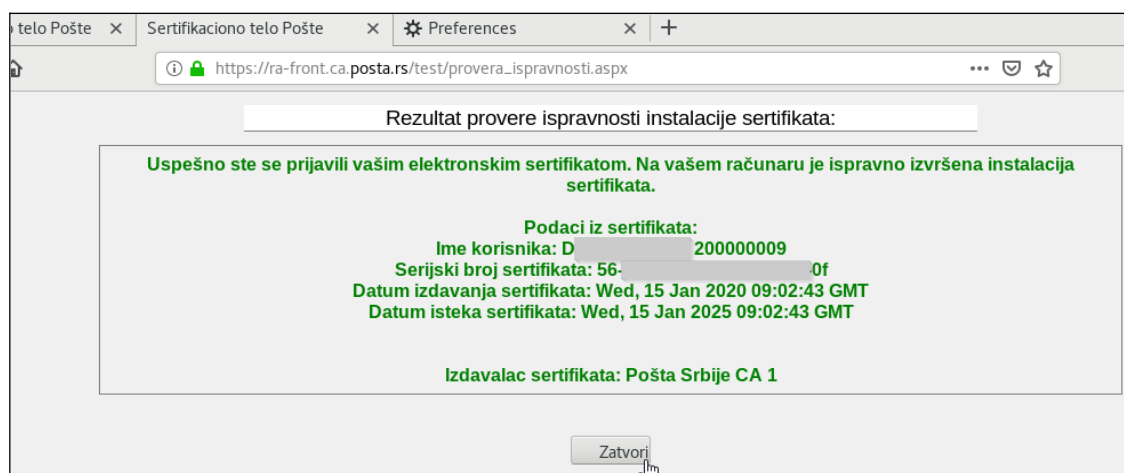 telo Pošte
Sertifikaciono telo Pošte
Preferences
https://ra-front.ca.posta.rs/test/provera_ispravnosti.aspx
Rezultat provere ispravnosti instalacije sertifikata:
Uspešno ste se prijavili vašim elektronskim sertifikatom. Na vašem računaru je ispravno izvršena instalacija
sertifikata.
Podaci iz sertifikata:
Ime korisnika: D 200000009
Serijski broj sertifikata: 56- -0f
Datum izdavanja sertifikata: Wed, 15 Jan 2020 09:02:43 GMT
Datum isteka sertifikata: Wed, 15 Jan 2025 09:02:43 GMT
Izdavalac sertifikata: Pošta Srbije CA 1
Zatvori